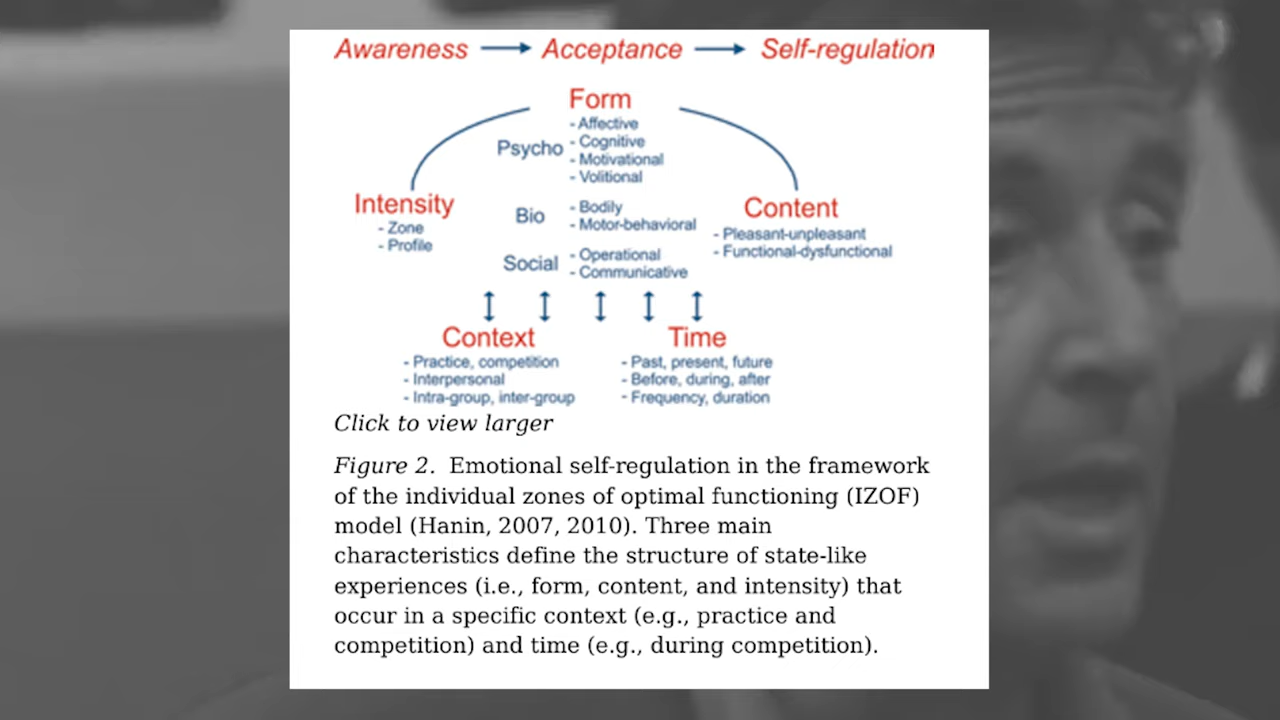 Awareness → Acceptance → Self-regulation
Form
- Affective
Psycho - Cognitive
- Motivational
- Volitional
Intensity
- Zone
- Profile
Bio - Bodily
- Motor-behavioral
Social - Operational
- Communicative
Content
- Pleasant-unpleasant
- Functional-dysfunctional
Context
- Practice, competition
- Interpersonal
- Intra-group, inter-group
Time
- Past, present, future
- Before, during, after
- Frequency, duration
Click to view larger
Figure 2. Emotional self-regulation in the framework
of the individual zones of optimal functioning (IZOF)
model (Hanin, 2007, 2010). Three main
characteristics define the structure of state-like
experiences (i.e., form, content, and intensity) that
occur in a specific context (e.g., practice and
competition) and time (e.g., during competition).